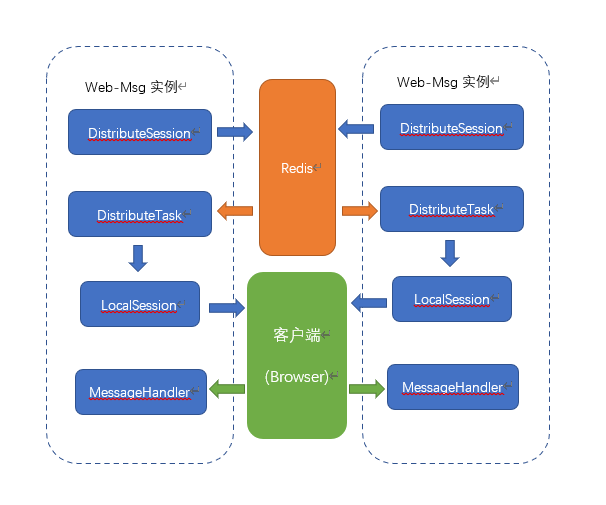 Web-Msg 实例
DistributeSession
DistributeTask
LocalSession
MessageHandler
Redis
客户端
(Browser)
Web-Msg 实例
DistributeSession
DistributeTask
LocalSession
MessageHandler